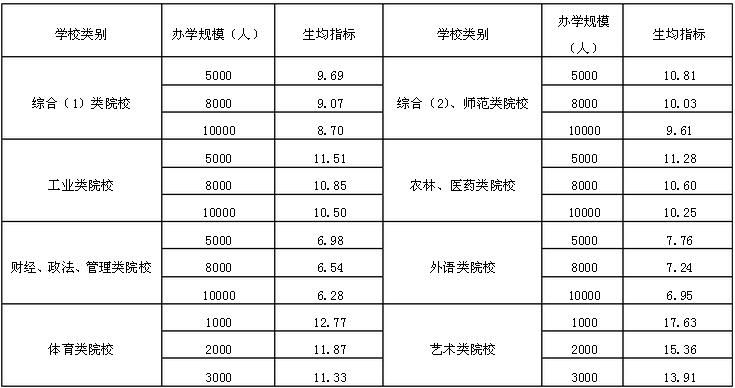 学校类别 办学规模（人） 生均指标 学校类别 办学规模（人） 生均指标
综合（1）类院校 5000 9.69 综合（2）、师范类院校 5000 10.81
8000 9.07 8000 10.03
10000 8.70 10000 9.61
工业类院校 5000 11.51 农林、医药类院校 5000 11.28
8000 10.85 8000 10.60
10000 10.50 10000 10.25
财经、政法、管理类院校 5000 6.98 外语类院校 5000 7.76
8000 6.54 8000 7.24
10000 6.28 10000 6.95
体育类院校 1000 12.77 艺术类院校 1000 17.63
2000 11.87 2000 15.36
3000 11.33 3000 13.91